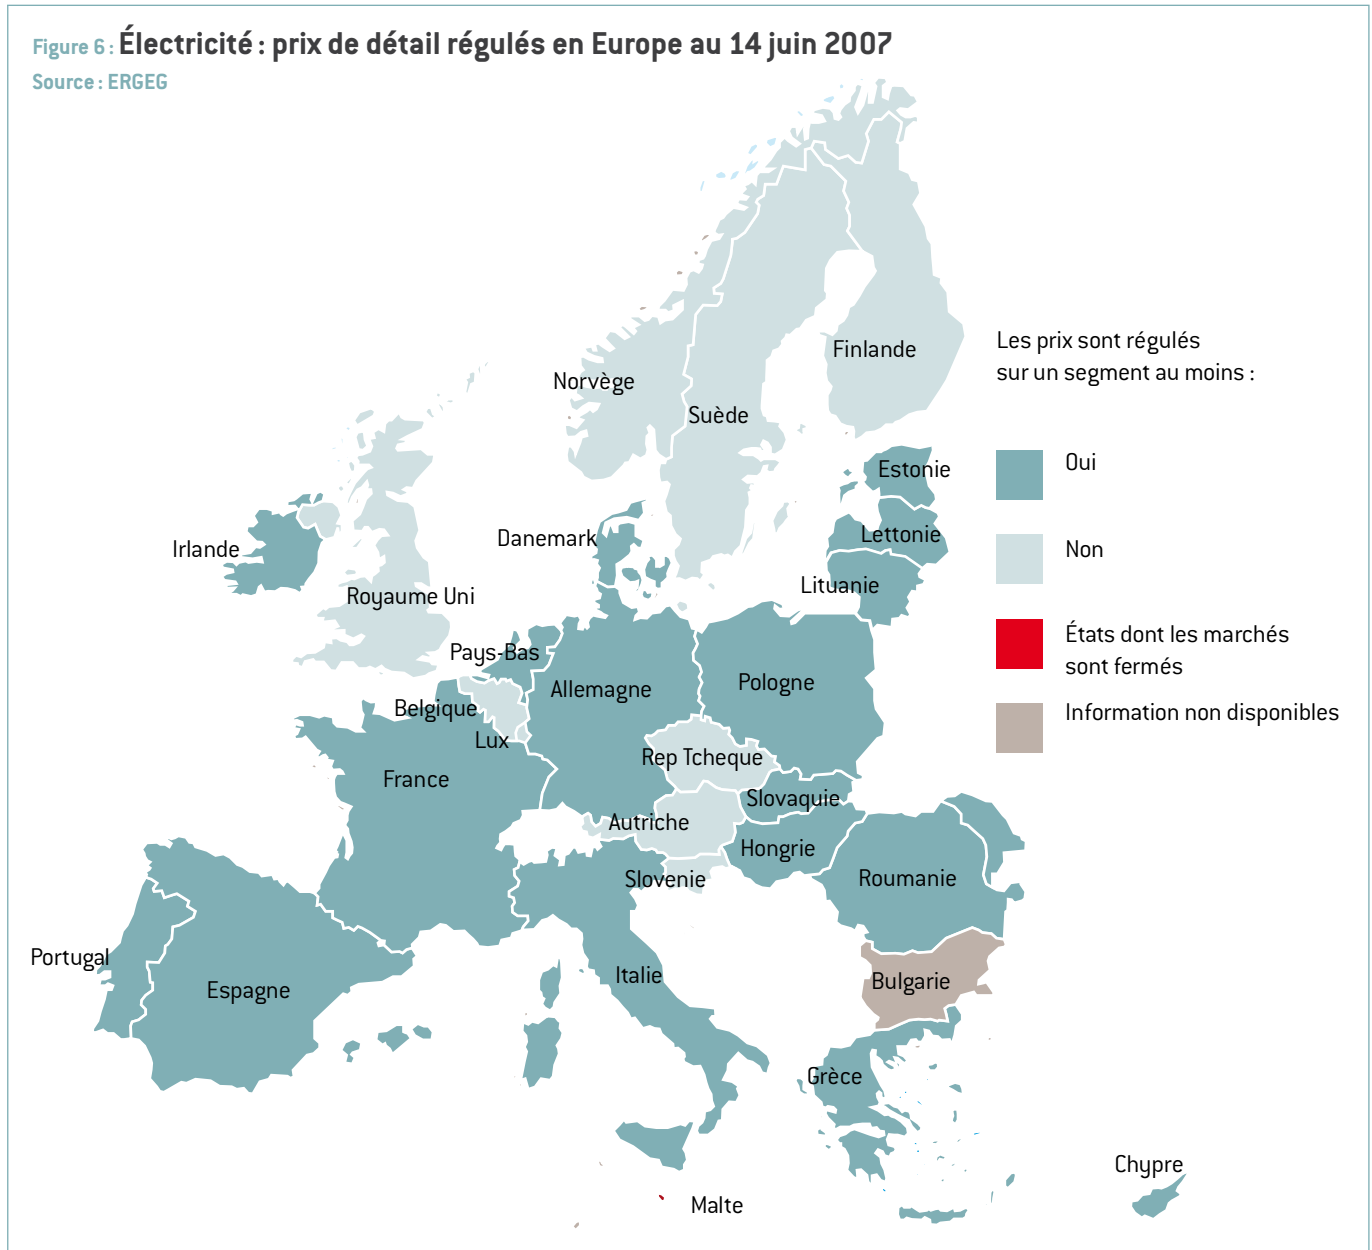 Figure 6 : Électricité : prix de détail régulés en Europe au 14 juin 2007
Source : ERGEG
Finlande
Les prix sont régulés
sur un segment au moins :
Norvège
Suède
Oui
Estonie
Lettonie
Danemark
Irlande
Non
Lituanie
Royaume Uni
États dont les marchés
sont fermés
Pays-Bas
Allemagne
Pologne
Belgique
Information non disponibles
Lux
Rep Tcheque
France
Slovaquie
Autriche
Hongrie
Slovenie
Roumanie
Portugal
Italie
Bulgarie
Espagne
Grèce
Chypre
Malte